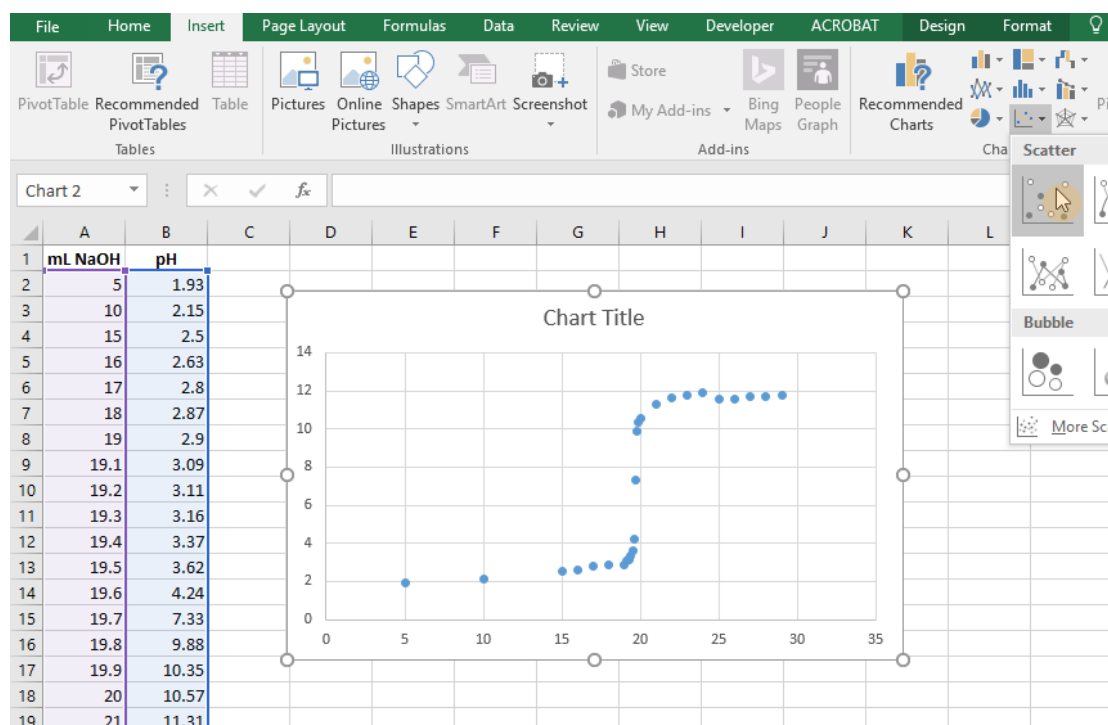 File Home Insert Page Layout Formulas Data Review View Developer ACROBAT Design Format
Store
PivotTable Recommended Table Pictures Online Shapes SmartArt Screenshot My Add-ins Bing People Recommended
PivotTables Pictures Maps Graph Charts
Tables Illustrations Add-ins
Scatter
Chart 2 fx
A B C D E F G H I J K L
1 mL NaOH pH
2 5 1.93
3 10 2.15
4 15 2.5
5 16 2.63
6 17 2.8
7 18 2.87
8 19 2.9
9 19.1 3.09
10 19.2 3.11
11 19.3 3.16
12 19.4 3.37
13 19.5 3.62
14 19.6 4.24
15 19.7 7.33
16 19.8 9.88
17 19.9 10.35
18 20 10.57
19 21 11.31
Chart Title
14
12
10
8
6
4
2
0
0 5 10 15 20 25 30 35
Bubble
More